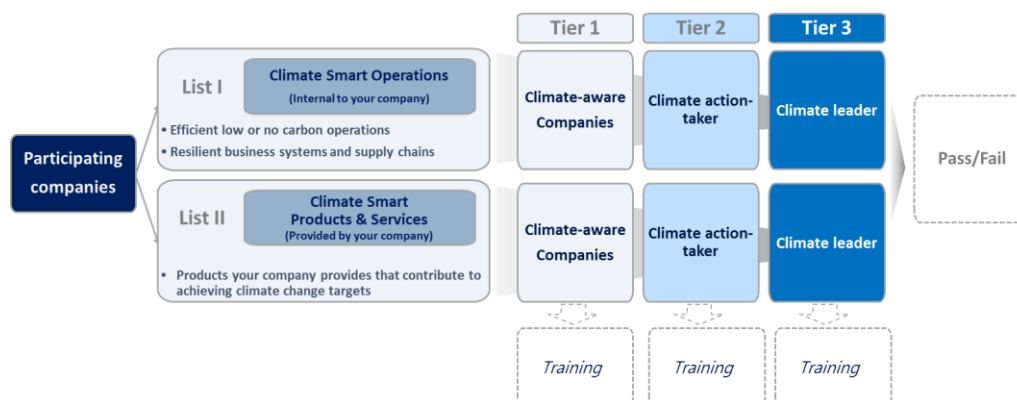 Tier 1
Tier 2
Tier 3
Participating
companies
List I
Climate Smart Operations
(Internal to your company)
• Efficient low or no carbon operations
• Resilient business systems and supply chains
Climate-aware
Companies
Climate action-
taker
Climate leader
List II
Climate Smart
Products & Services
(Provided by your company)
• Products your company provides that contribute to
achieving climate change targets
Climate-aware
Companies
Climate action-
taker
Climate leader
Pass/Fail
Training
Training
Training